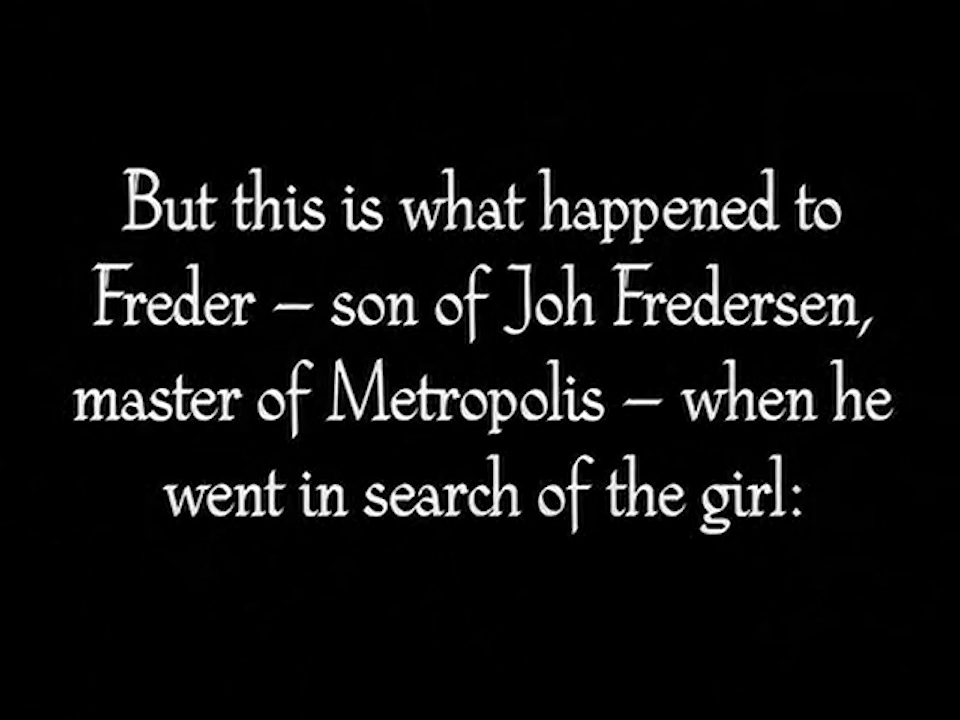 But this is what happened to
Freder – son of Joh Fredersen,
master of Metropolis – when he
went in search of the girl: